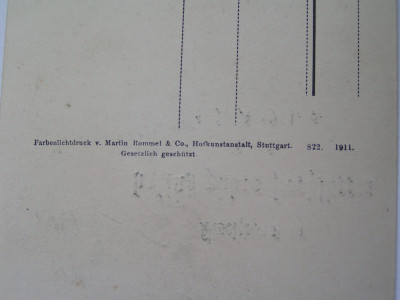 Farbenlichtdruck v. Martin Rommel & Co., Hofkunstanstalt, Stuttgart. 822. 1911.
Gesetzlich geschützt.